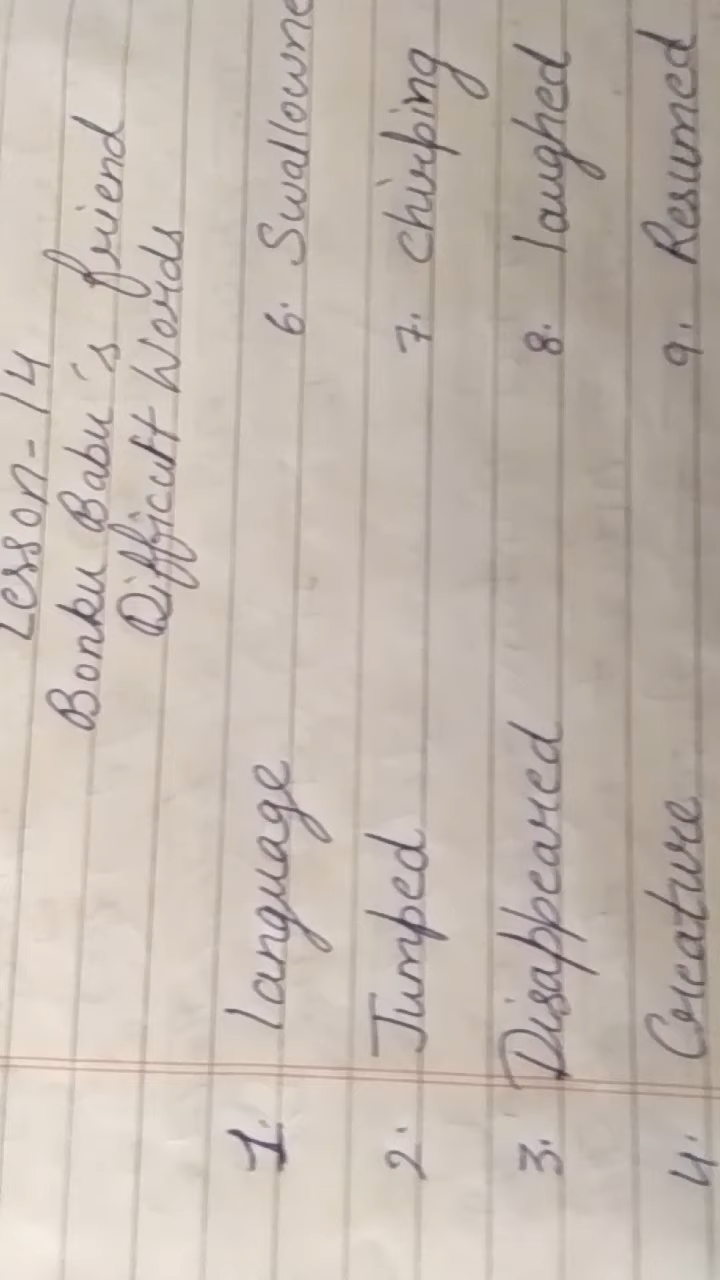 Lesson-14
Bonku Babu's friend
Difficult Words
1. language 6. Swallowne
2. Jumped 7. chirping
3. Disappeared 8. laughed
4. Creature 9. Resumed